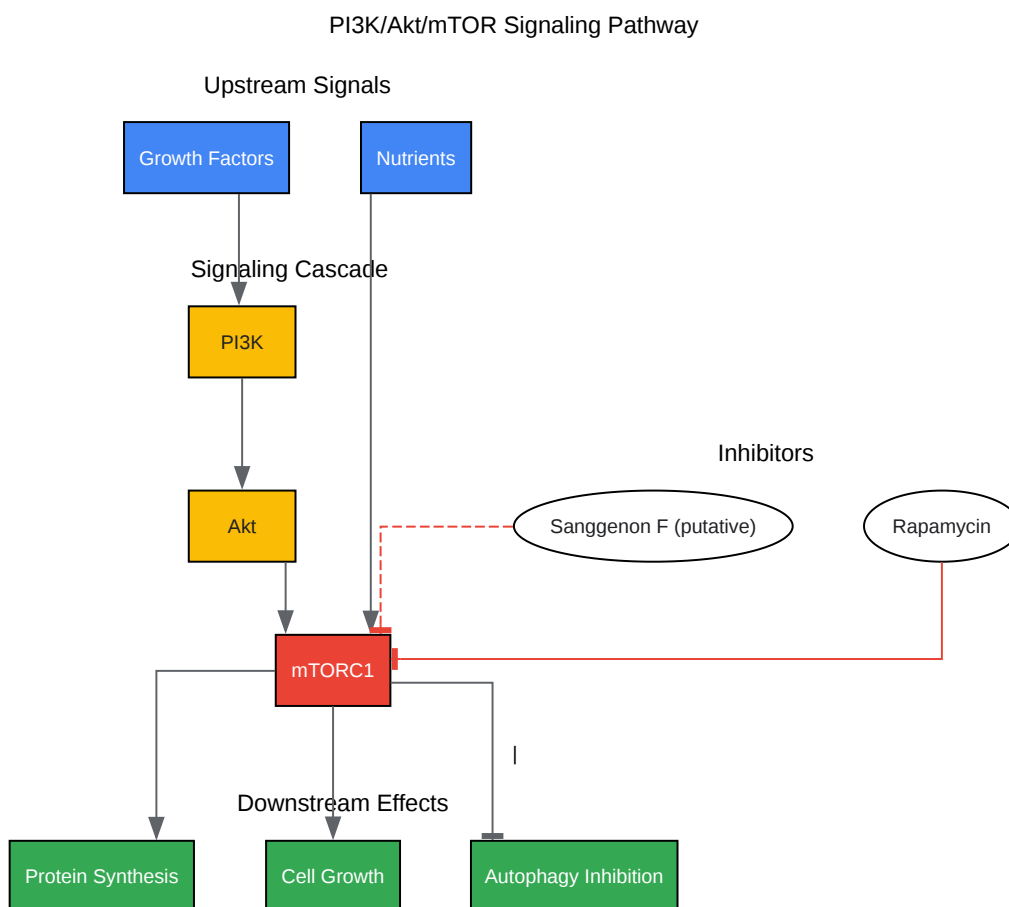 PI3K/Akt/mTOR Signaling Pathway
Upstream Signals
Growth Factors
Nutrients
Signaling Cascade
PI3K
Inhibitors
Akt
Sanggenon F (putative)
Rapamycin
mTORC1
|
Downstream Effects
Protein Synthesis
Cell Growth
Autophagy Inhibition